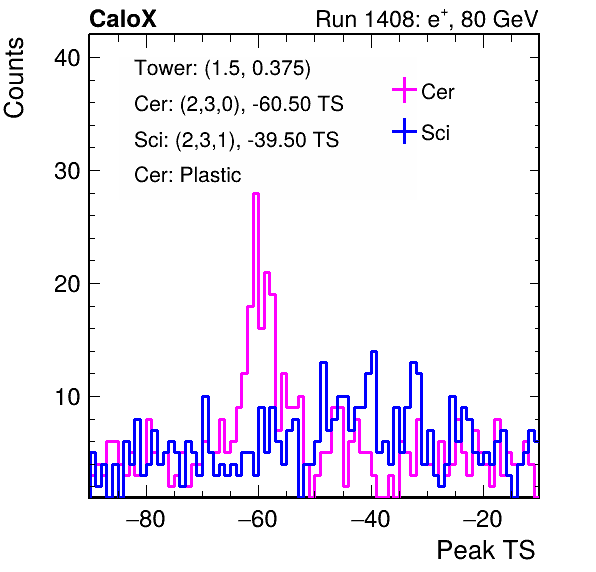 CaloX Run 1408: e⁺, 80 GeV
Counts
40
30
20
10
Tower: (1.5, 0.375)
Cer: (2,3,0), -60.50 TS
Sci: (2,3,1), -39.50 TS
Cer: Plastic
Cer
Sci
−80 −60 −40 −20
Peak TS